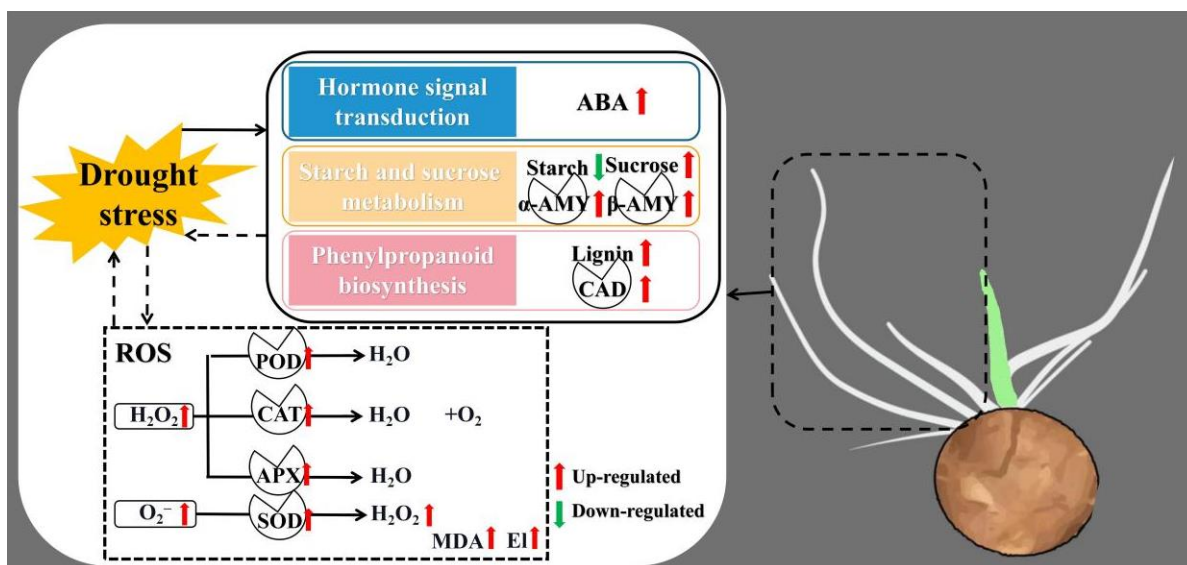 Drought
stress
Hormone signal
transduction
ABA
Starch and sucrose
metabolism
Starch Sucrose
α-AMY β-AMY
Phenylpropanoid
biosynthesis
Lignin
CAD
ROS
POD H₂O
H₂O₂ CAT H₂O +O₂
APX H₂O
O₂⁻ SOD H₂O₂
MDA El
Up-regulated
Down-regulated